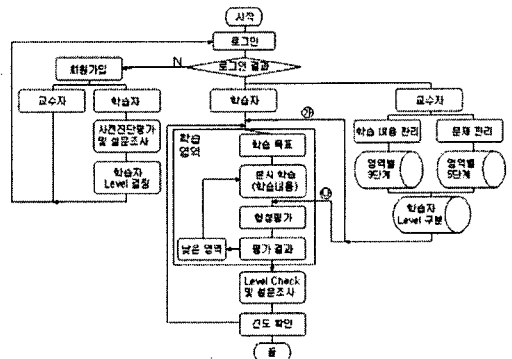 시작
로그인
N
회원가입
로그인 결과
교수자
학습자
학습자
교수자
㉮
사전진단평가
및 설문조사
학습
영역
학습 목표
학습 내용 관리
문제 관리
학습자
Level 결정
문서 학습
(학습내용)
영역별
9단계
영역별
5단계
㉯
형성평가
학습자
Level 구분
낮은 영역
평가 결과
Level Check
및 설문조사
진도 확인
끝